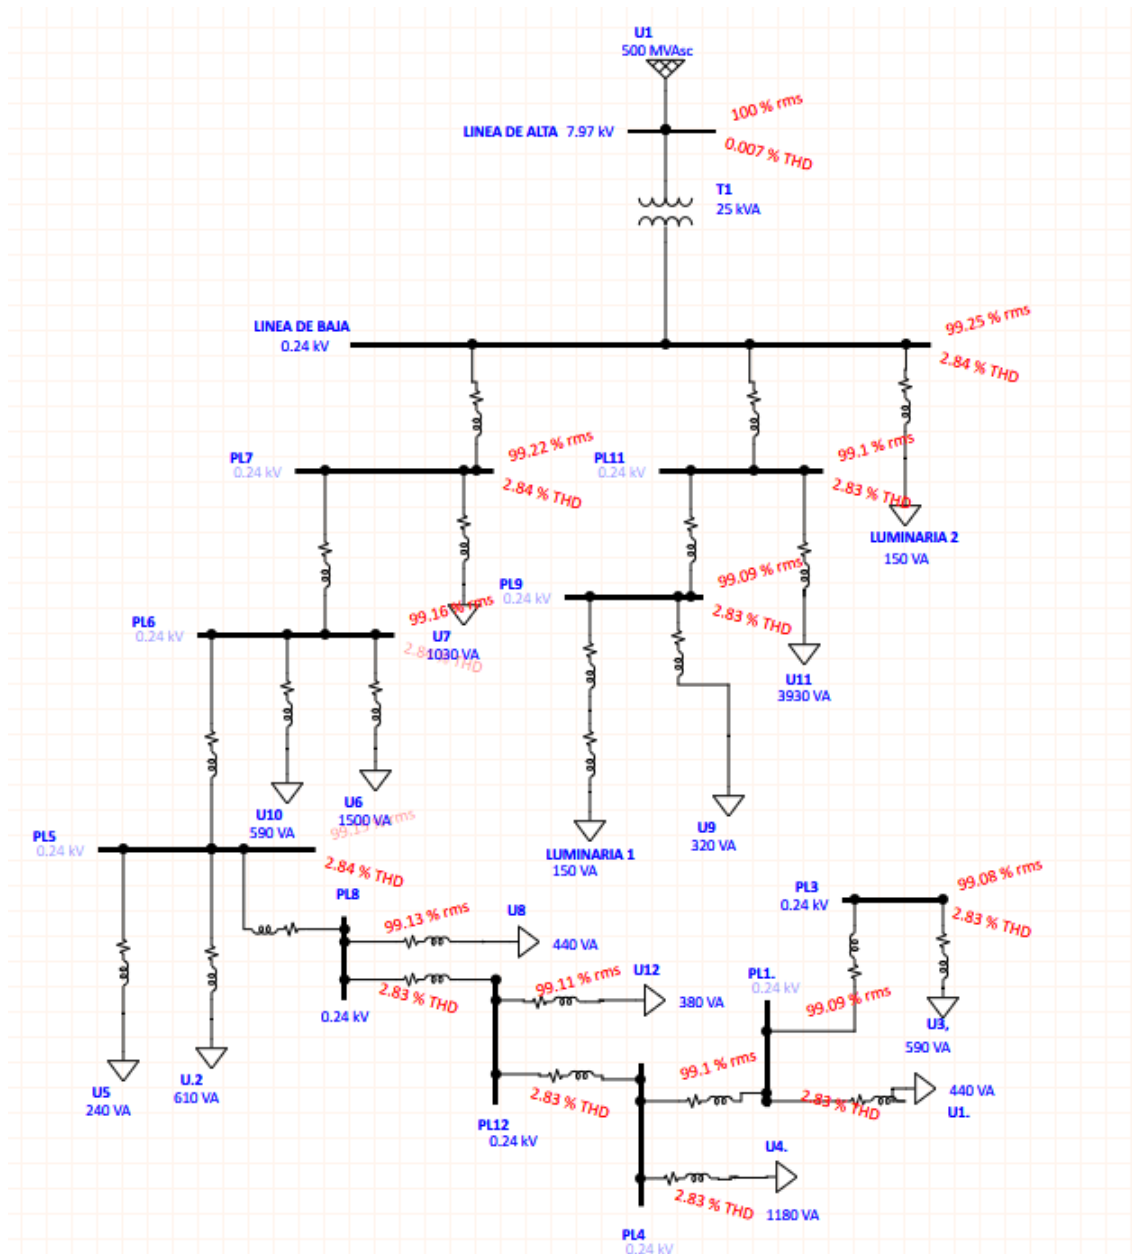 U1
500 MVAsc
100 % rms
LINEA DE ALTA 7.97 kV
0.007 % THD
T1
25 kVA
LINEA DE BAJA
0.24 kV
99.25 % rms
2.84 % THD
PL7
0.24 kV
99.22 % rms
2.84 % THD
PL11
0.24 kV
99.1 % rms
2.83 % THD
LUMINARIA 2
150 VA
PL9
0.24 kV
99.09 % rms
2.83 % THD
PL6
0.24 kV
99.16 % rms
2.84 % THD
U7
1030 VA
U11
3930 VA
U10
590 VA
U6
1500 VA
U9
320 VA
LUMINARIA 1
150 VA
PL5
0.24 kV
% rms
2.84 % THD
PL8
0.24 kV
99.13 % rms
2.83 % THD
U8
440 VA
PL3
0.24 kV
99.08 % rms
2.83 % THD
U12
380 VA
99.11 % rms
2.83 % THD
PL1.
0.24 kV
99.09 % rms
2.83 % THD
U3,
590 VA
U5
240 VA
U.2
610 VA
PL12
0.24 kV
99.1 % rms
440 VA
U1.
U4.
1180 VA
2.83 % THD
PL4
0.24 kV